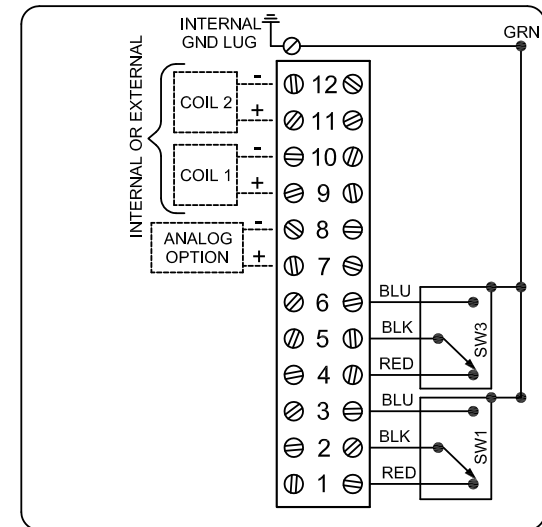 INTERNAL
GND LUG
GRN
INTERNAL OR EXTERNAL
COIL 2
-
+
12
11
COIL 1
-
+
10
9
ANALOG
OPTION
-
+
8
7
6
BLU
5
BLK
4
RED
SW3
3
BLU
2
BLK
1
RED
SW1